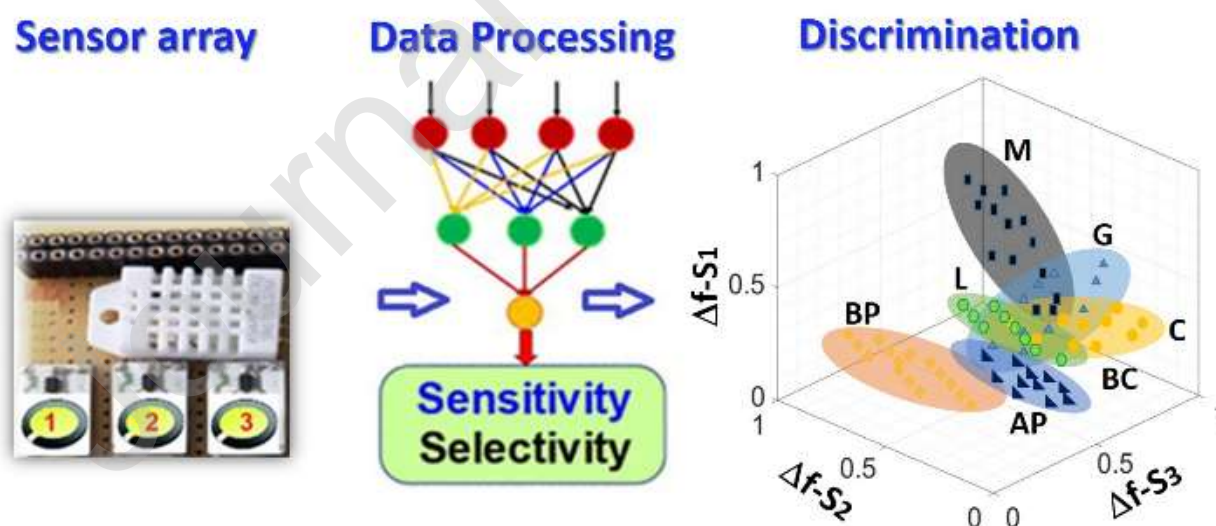 Sensor array
Data Processing
Discrimination
1
2
3
Sensitivity
Selectivity
M
G
L
C
BP
BC
AP
Δf-S1
1
0.5
0
Δf-S2
1
0.5
0
Δf-S3
0
0.5